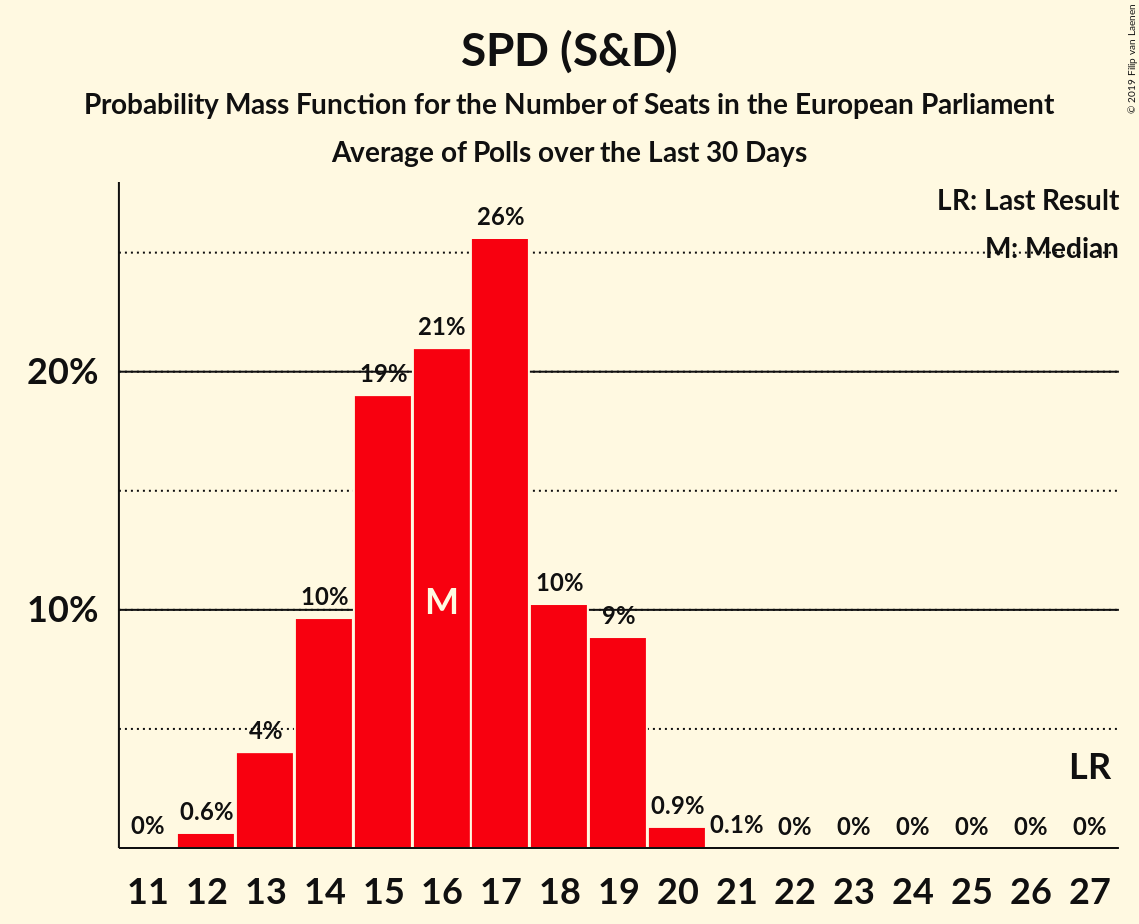 SPD (S&D)
Probability Mass Function for the Number of Seats in the European Parliament
Average of Polls over the Last 30 Days
© 2019 Filip van Laenen
LR: Last Result
M: Median
26%
21%
20%
19%
10%
10%
10%
9%
M
4%
LR
0%
0.6%
0.9%
0.1%
0%
0%
0%
0%
0%
0%
11 12 13 14 15 16 17 18 19 20 21 22 23 24 25 26 27